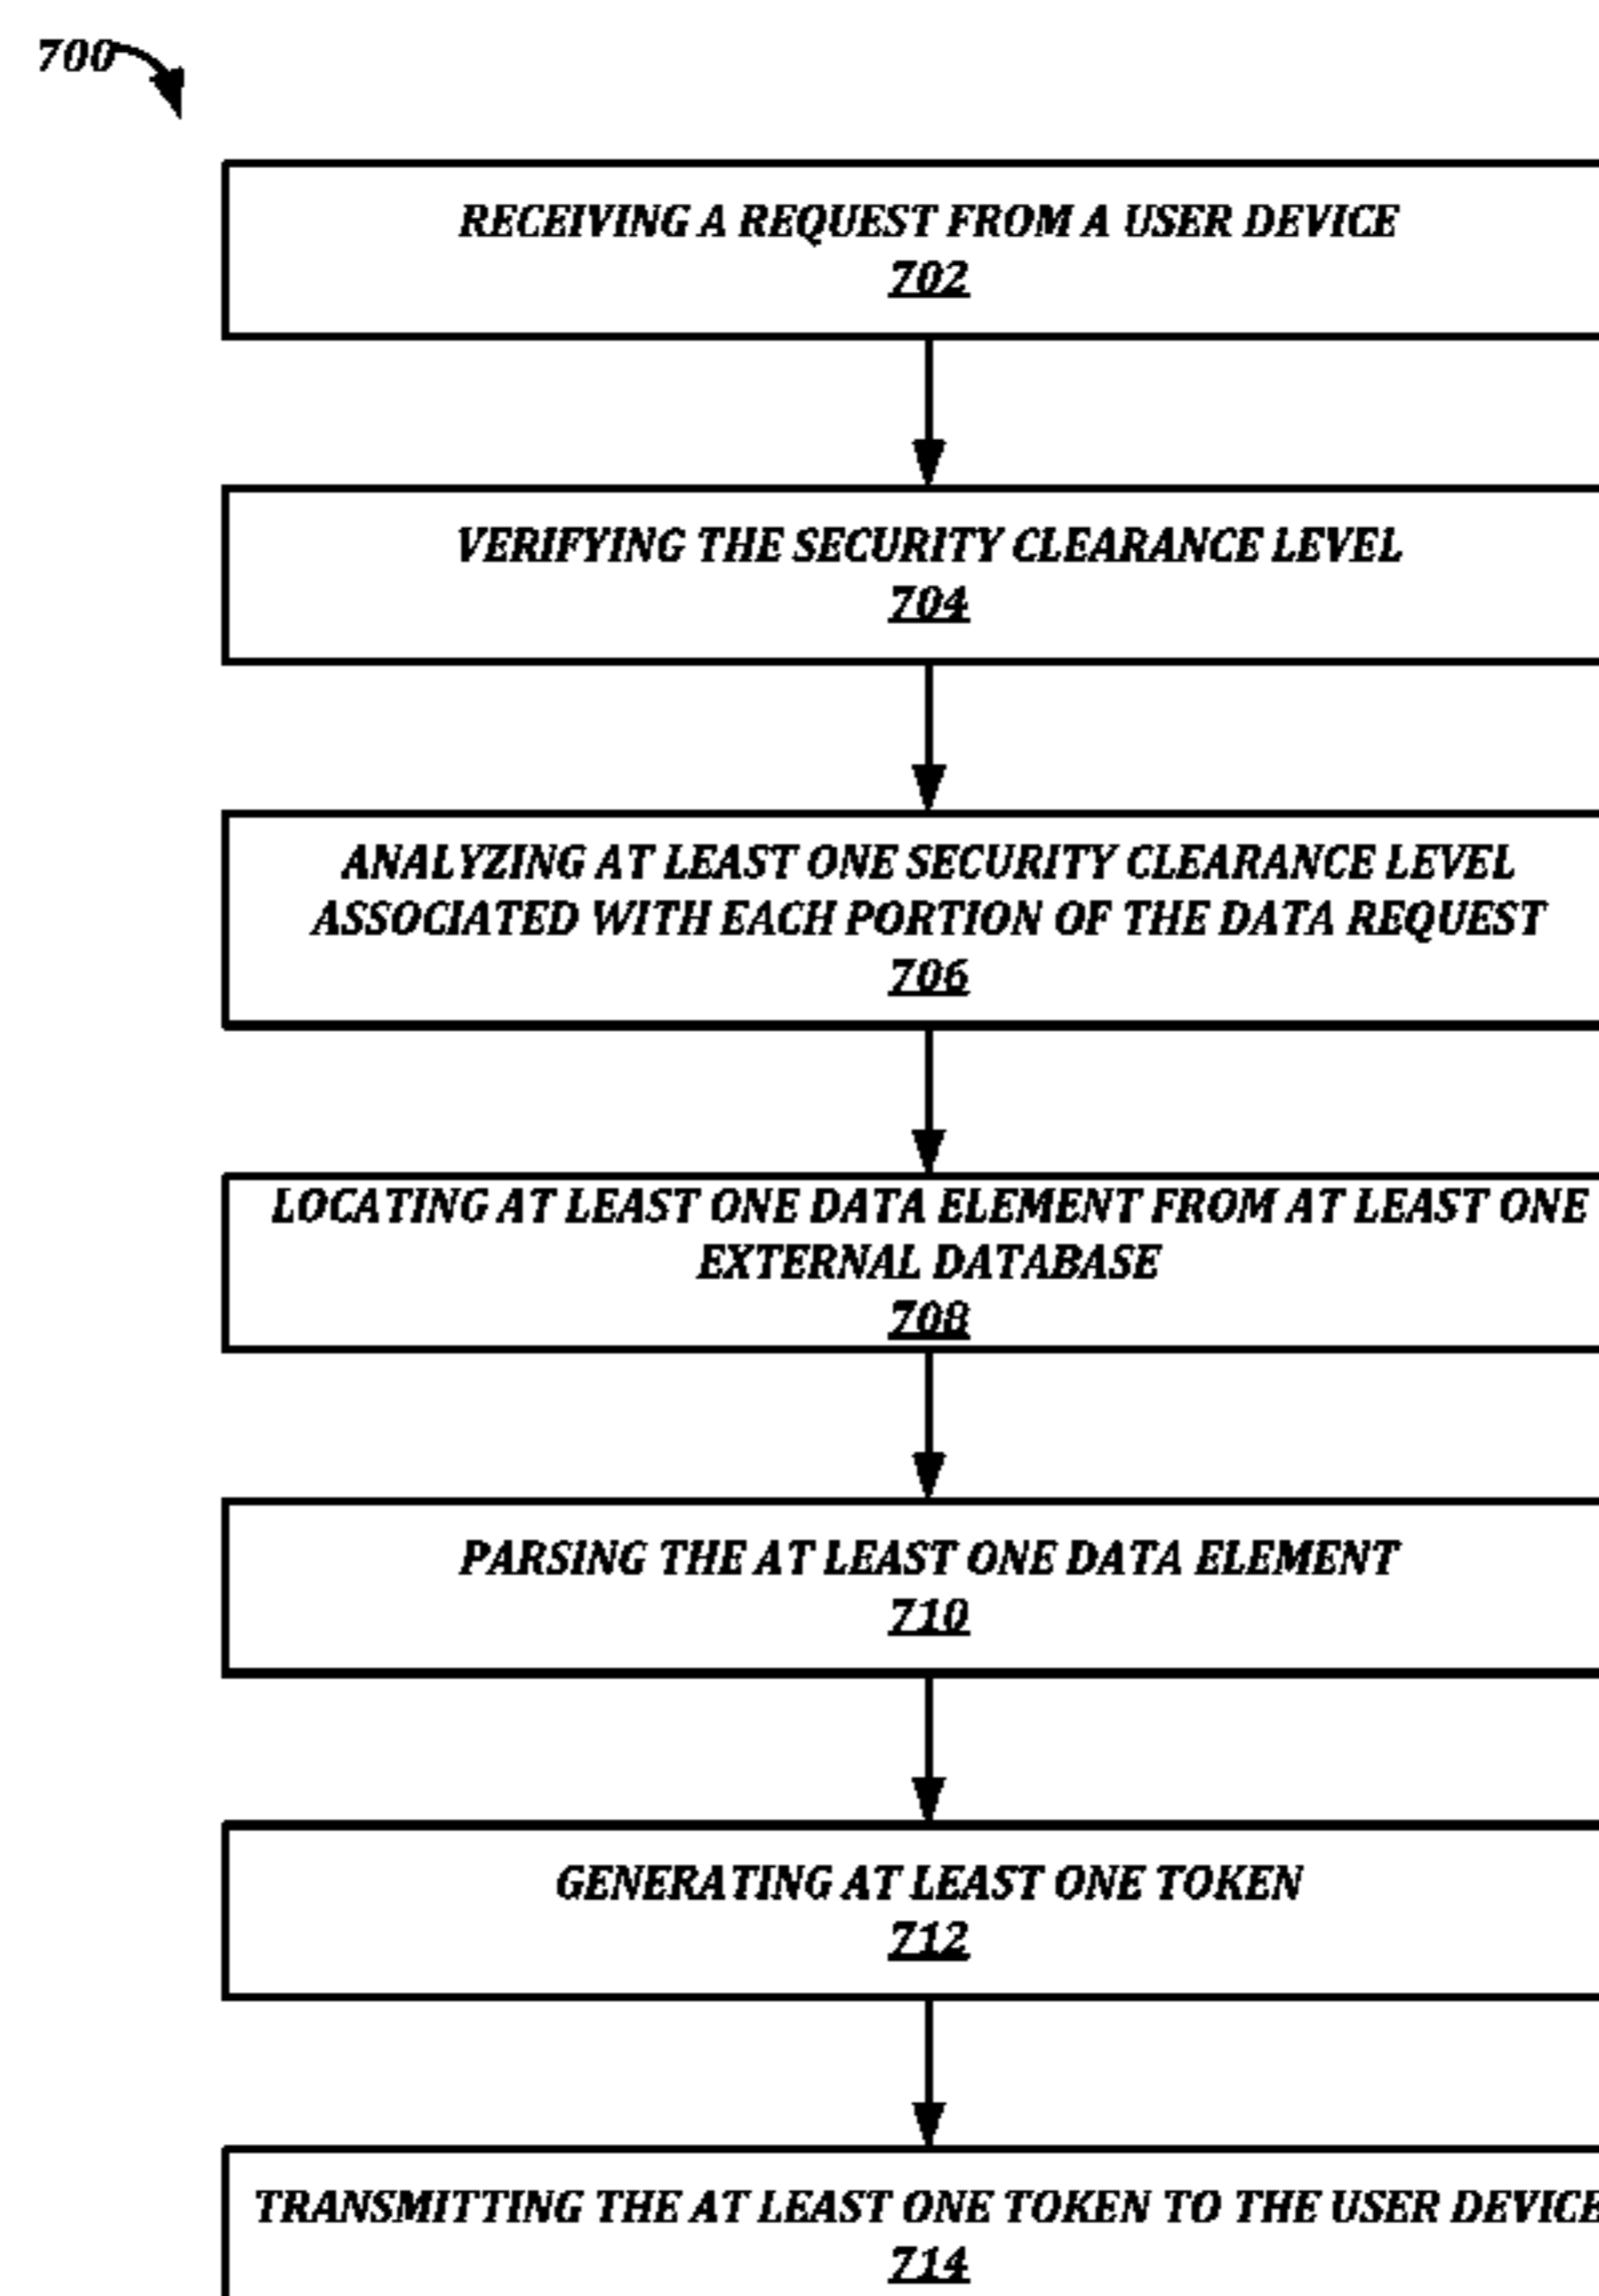 700
RECEIVING A REQUEST FROM A USER DEVICE
702
VERIFYING THE SECURITY CLEARANCE LEVEL
704
ANALYZING AT LEAST ONE SECURITY CLEARANCE LEVEL
ASSOCIATED WITH EACH PORTION OF THE DATA REQUEST
706
LOCATING AT LEAST ONE DATA ELEMENT FROM AT LEAST ONE
EXTERNAL DATABASE
708
PARSING THE AT LEAST ONE DATA ELEMENT
710
GENERATING AT LEAST ONE TOKEN
712
TRANSMITTING THE AT LEAST ONE TOKEN TO THE USER DEVICE
714